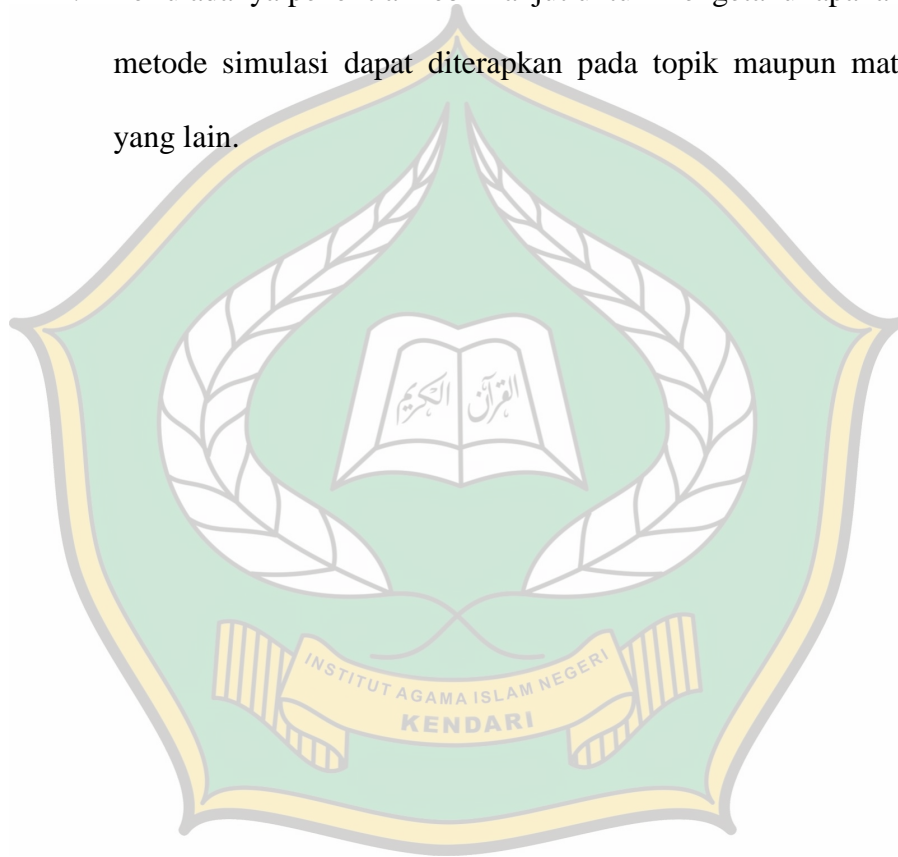 metode simulasi dapat diterapkan pada topik maupun mat
yang lain.
القرآن الكريم
INSTITUT AGAMA ISLAM NEGERI
KENDARI